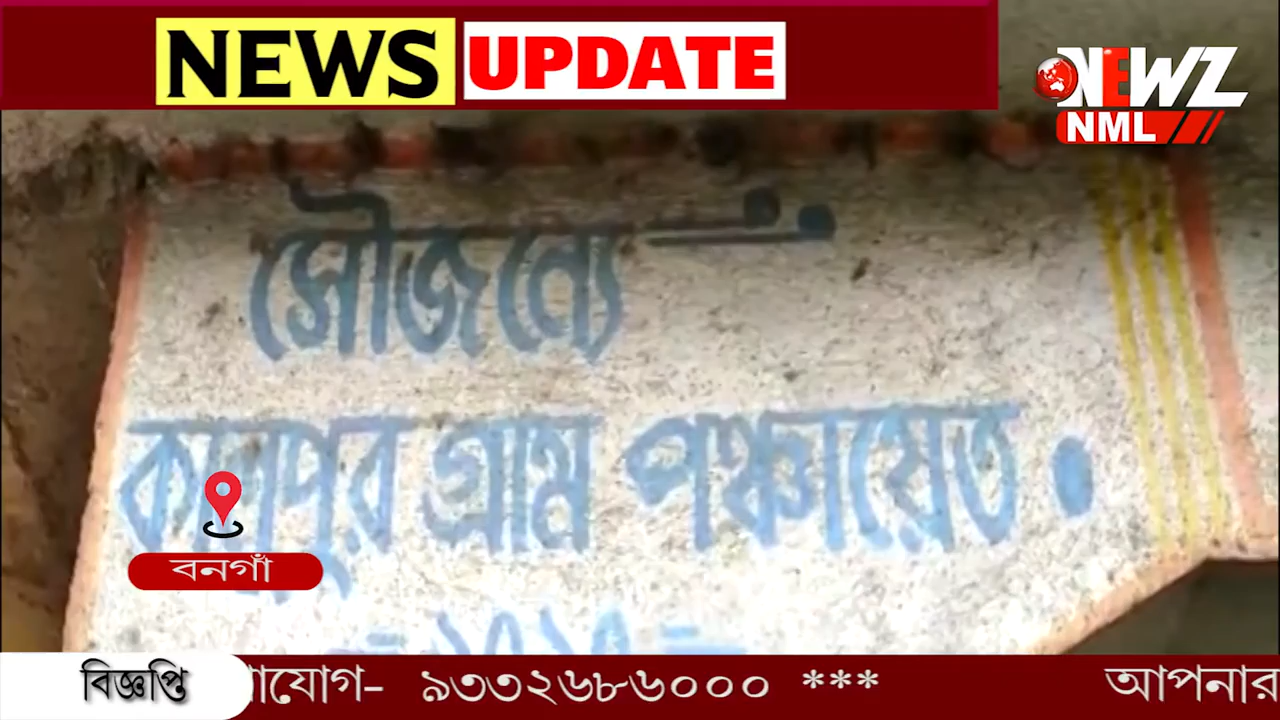 NEWS UPDATE
NEWZ
NML
সৌজন্যে
গ্রাম পঞ্চায়েত
বনগাঁ
বিজ্ঞপ্তি
৯৩৩২৬৮৬০০০ *** আপনার